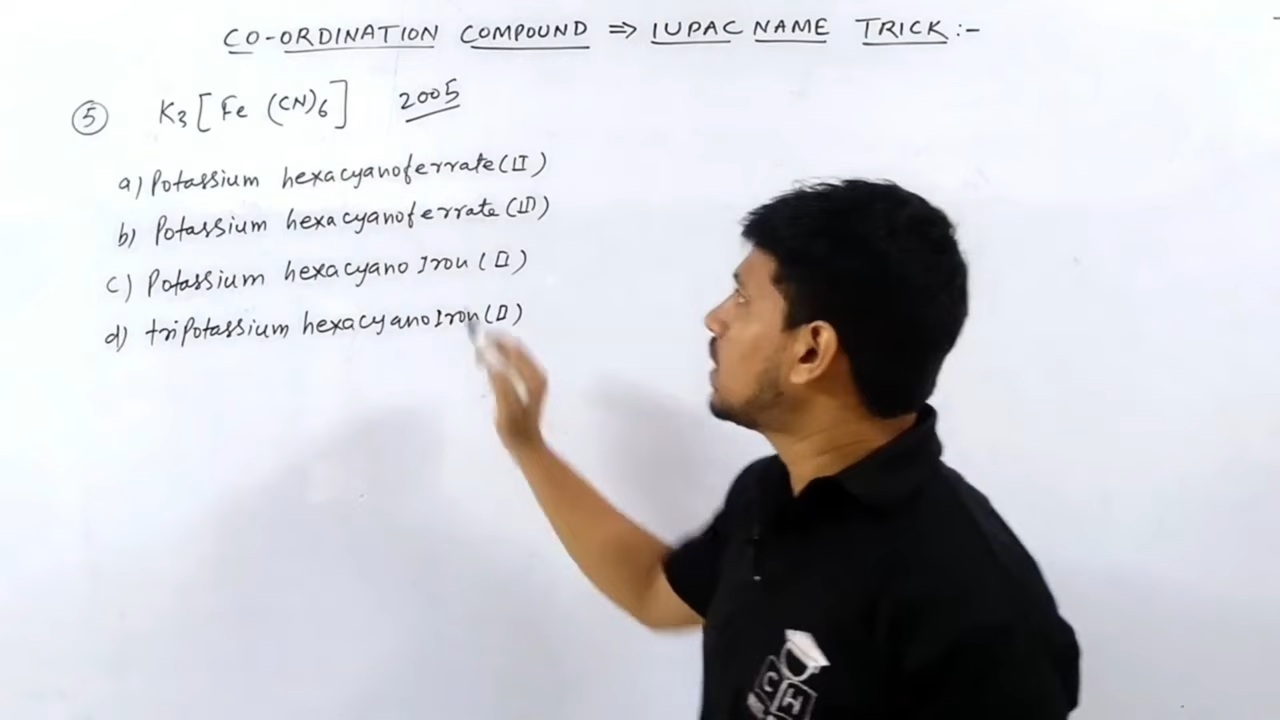 CO-ORDINATION COMPOUND ⇒ IUPAC NAME TRICK :-
⑤ K₃[Fe (CN)₆] 2005
a) Potassium hexacyanoferrate(II)
b) Potassium hexacyanoferrate(III)
c) Potassium hexacyano Iron (II)
d) triPotassium hexacyanoIron(II)
C H